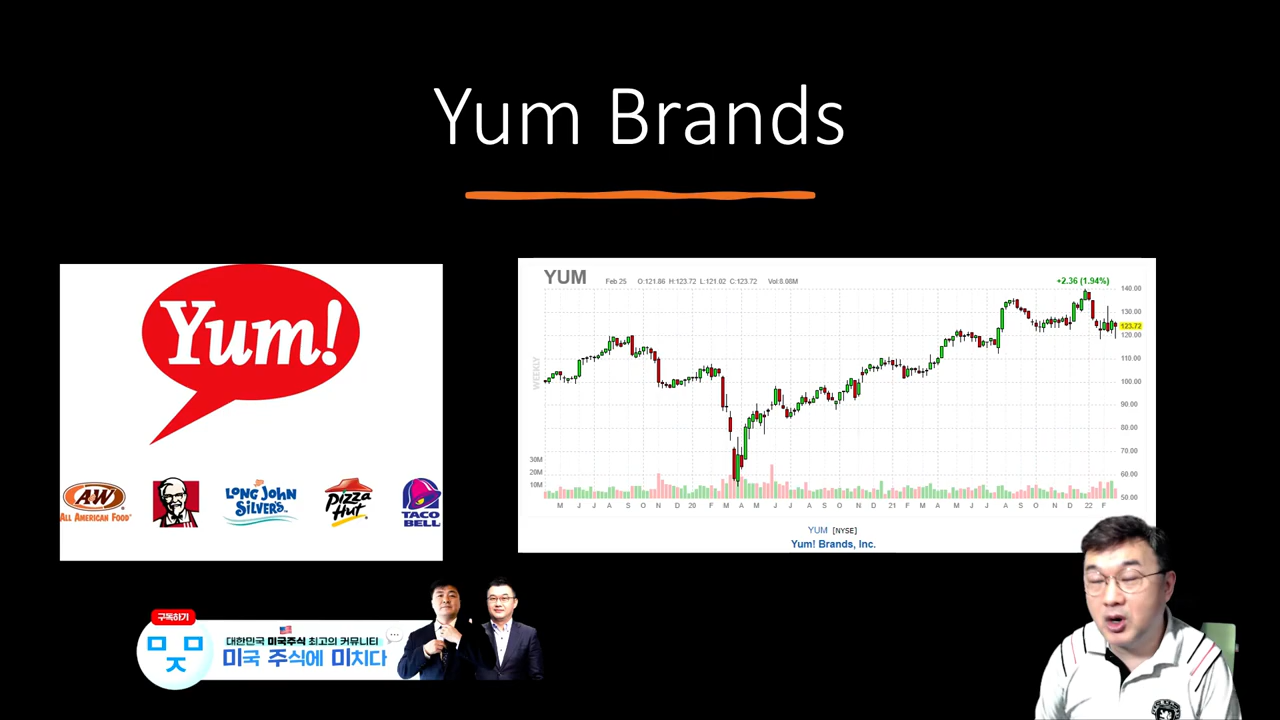 Yum Brands
Yum!
A&W
ALL AMERICAN FOOD
LONG JOHN
SILVER'S
Pizza
Hut
TACO
BELL
YUM Feb 25 O:121.86 H:123.72 L:121.02 C:123.72 Vol:8.08M +2.36 (1.94%)
140.00
130.00
123.72
120.00
110.00
100.00
90.00
80.00
70.00
60.00
50.00
WEEKLY
30M
20M
10M
M J J A S O N D 20 F M A M J J A S O N D 21 F M A M J J A S O N D 22 F
YUM [NYSE]
Yum! Brands, Inc.
구독하기
대한민국 미국주식 최고의 커뮤니티
미국 주식에 미치다